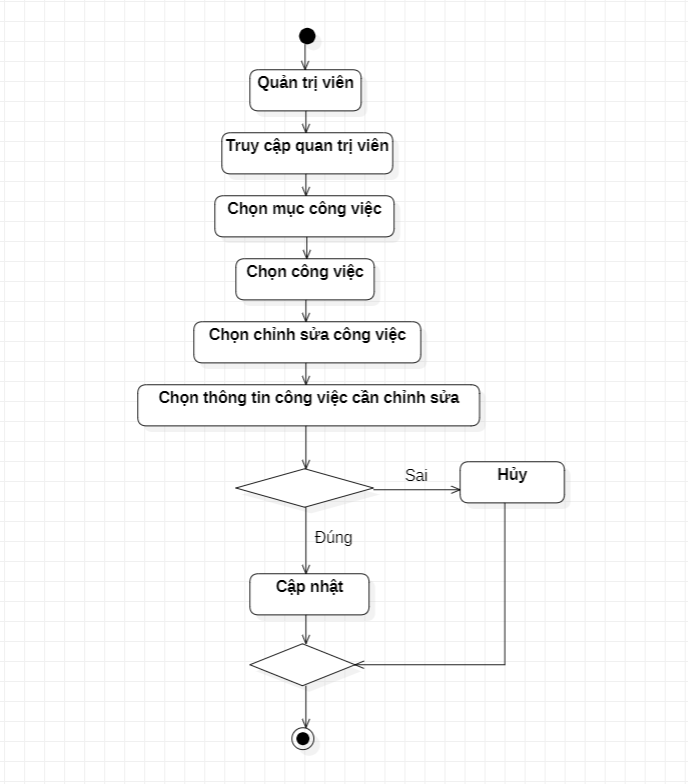 Quản trị viên
Truy cập quan trị viên
Chọn mục công việc
Chọn công việc
Chọn chỉnh sửa công việc
Chọn thông tin công việc cần chỉnh sửa
Sai
Hủy
Đúng
Cập nhật